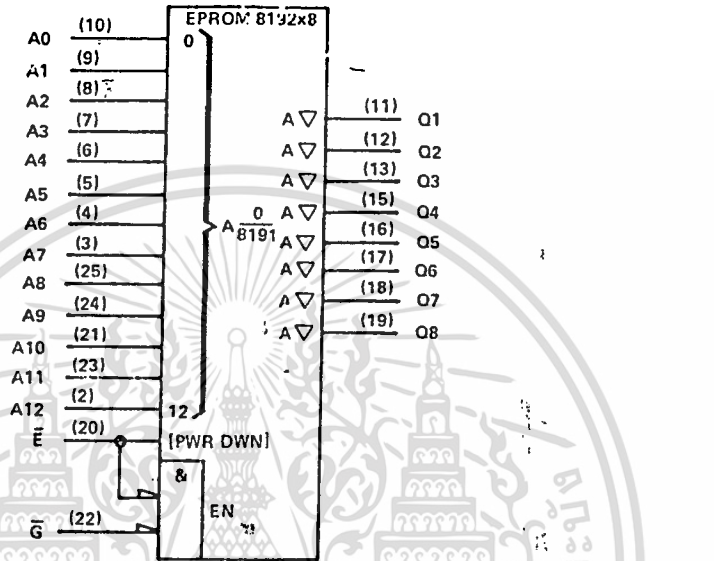 EPROM 8192x8
A0 (10) 0
A1 (9)
A2 (8)
A3 (7)
A4 (6)
A5 (5)
A6 (4)
A7 (3)
A8 (25)
A9 (24)
A10 (21)
A11 (23)
A12 (2) 12
A 0/8191
A▽ (11) Q1
A▽ (12) Q2
A▽ (13) Q3
A▽ (15) Q4
A▽ (16) Q5
A▽ (17) Q6
A▽ (18) Q7
A▽ (19) Q8
E̅ (20) [PWR DWN]
&
EN
G̅ (22)